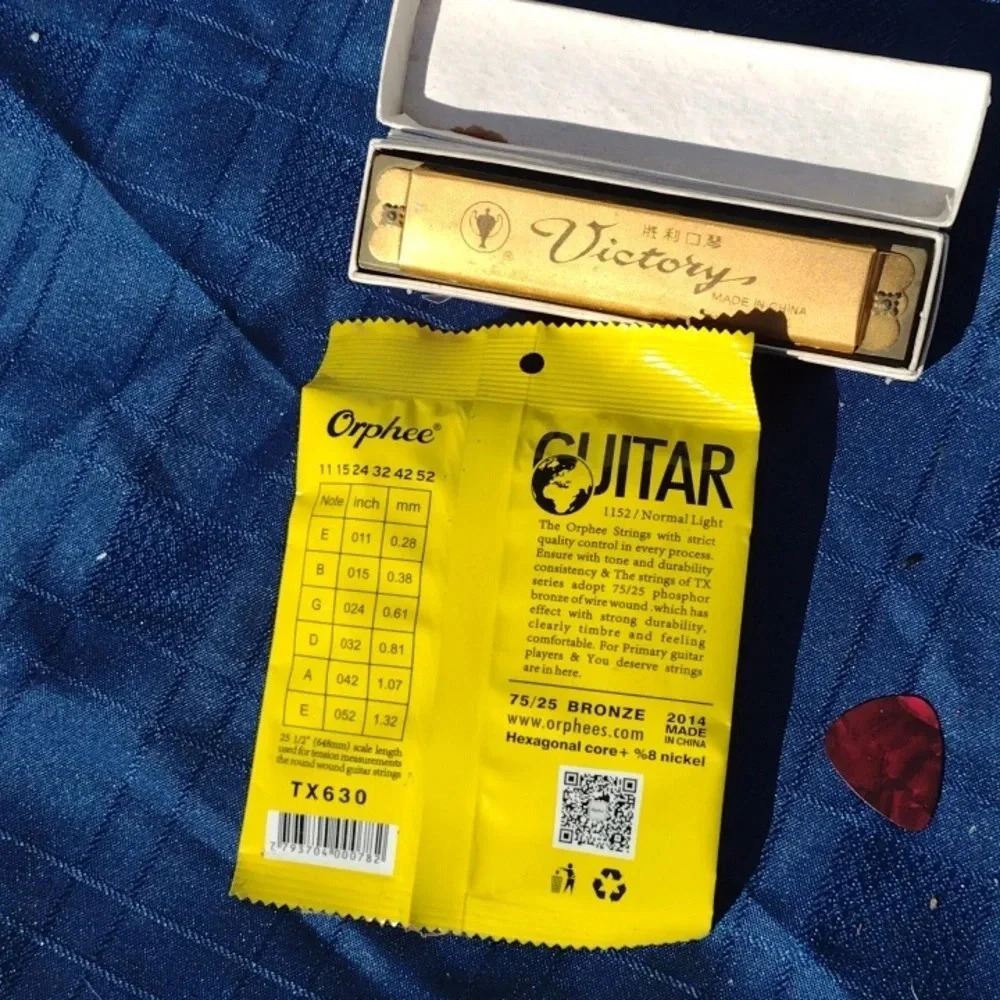 胜利口琴
Victory
®
MADE IN CHINA
Orphee®
11 15 24 32 42 52
Note inch mm
E 011 0.28
B 015 0.38
G 024 0.61
D 032 0.81
A 042 1.07
E 052 1.32
25 1/2" (648mm) scale length
used for tension measurements
the round wound guitar strings
TX630
7 793704 000782
GUITAR
1152 / Normal Light
The Orphee Strings with strict
quality control in every process.
Ensure with tone and durability
consistency & The strings of TX
series adopt 75/25 phosphor
bronze of wire wound .which has
effect with strong durability,
clearly timbre and feeling
comfortable. For Primary guitar
players & You deserve strings
are in here.
75/25 BRONZE
www.orphees.com
2014
MADE
IN CHINA
Hexagonal core+ %8 nickel